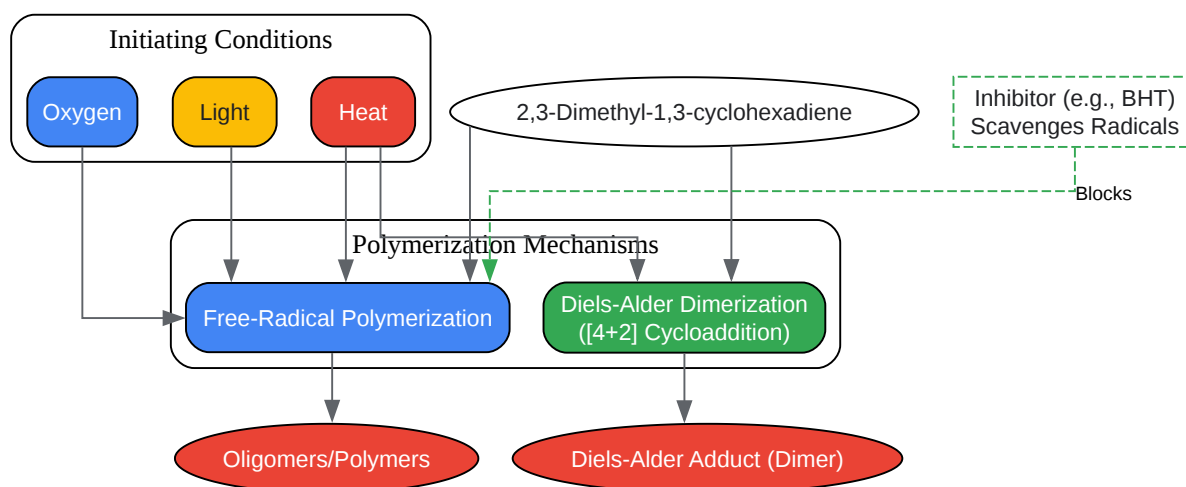 Initiating Conditions
Oxygen
Light
Heat
2,3-Dimethyl-1,3-cyclohexadiene
Inhibitor (e.g., BHT)
Scavenges Radicals
Blocks
Polymerization Mechanisms
Free-Radical Polymerization
Diels-Alder Dimerization
([4+2] Cycloaddition)
Oligomers/Polymers
Diels-Alder Adduct (Dimer)